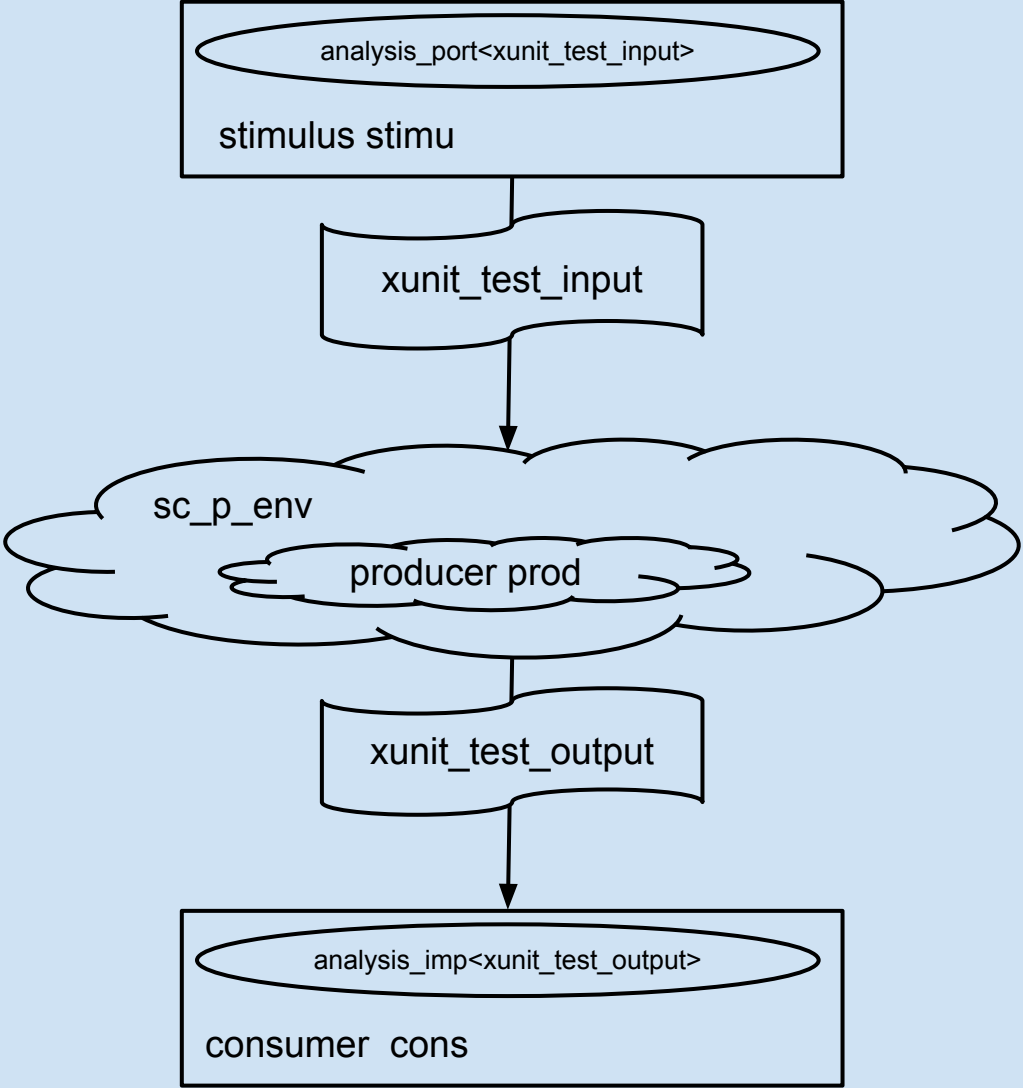 analysis_port<xunit_test_input>
stimulus stimu
xunit_test_input
sc_p_env
producer prod
xunit_test_output
analysis_imp<xunit_test_output>
consumer  cons